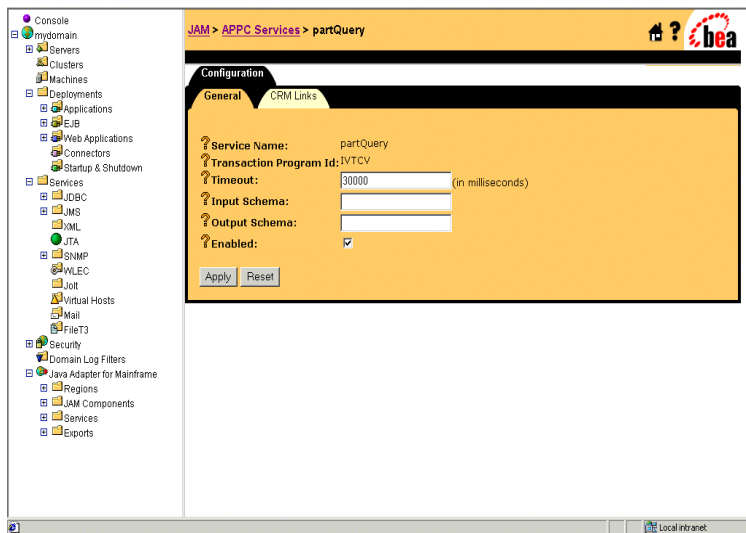 Console
mydomain
Servers
Clusters
Machines
Deployments
Applications
EJB
Web Applications
Connectors
Startup & Shutdown
Services
JDBC
JMS
XML
JTA
SNMP
WLEC
Jolt
Virtual Hosts
Mail
FileT3
Security
Domain Log Filters
Java Adapter for Mainframe
Regions
JAM Components
Services
Exports
JAM > APPC Services > partQuery
? bea
Configuration
General CRM Links
? Service Name: partQuery
? Transaction Program Id: IVTCV
? Timeout: 30000 (in milliseconds)
? Input Schema:
? Output Schema:
? Enabled:
Apply Reset
Local intranet